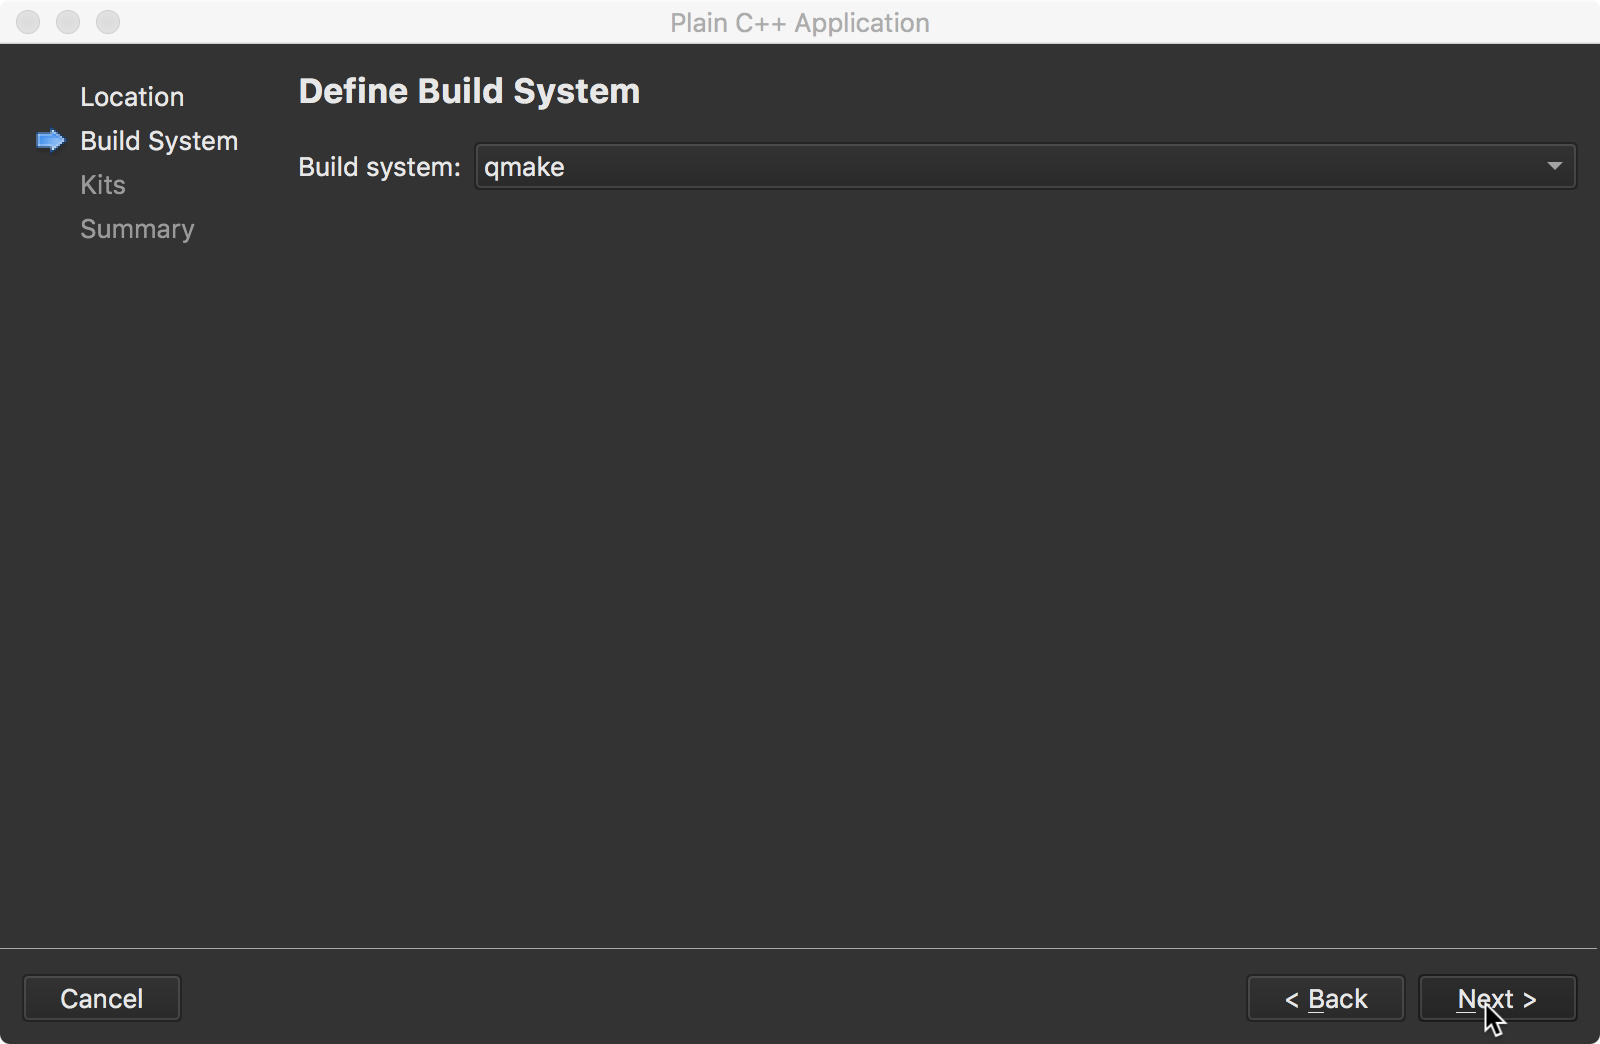 Plain C++ Application
Location
Build System
Kits
Summary
Define Build System
Build system: qmake
Cancel
< Back
Next >